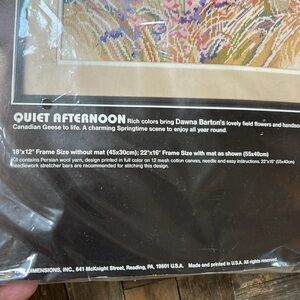 QUIET AFTERNOON Rich colors bring Dawna Barton's lovely field flowers and handsom
Canadian Geese to life. A charming Springtime scene to enjoy all year round.
18"x12" Frame Size without mat (45x30cm); 22"x16" Frame Size with mat as shown (55x40cm)
Kit contains Persian wool yarn, design printed in full color on 12 mesh cotton canvas, needle and easy instructions. 22"x16" (55x40cm)
needlework stretcher bars are recommended for stitching this design.
DIMENSIONS, INC., 641 McKnight Street, Reading, PA, 19601 U.S.A. Made and printed in U.S.A. All rights reserved.